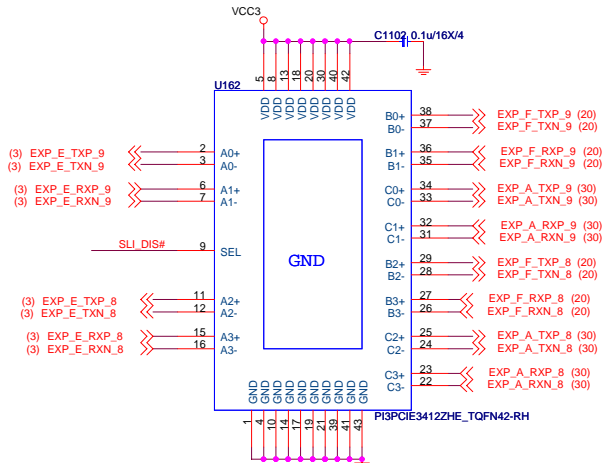 VCC3
C1102 0.1u/16X/4
U162
5 8 13 18 20 30 40 42
VDD VDD VDD VDD VDD VDD VDD VDD
38 B0+ EXP_F_TXP_9 (20)
37 B0- EXP_F_TXN_9 (20)
(3) EXP_E_TXP_9 2 A0+ 36 B1+ EXP_F_RXP_9 (20)
(3) EXP_E_TXN_9 3 A0- 35 B1- EXP_F_RXN_9 (20)
(3) EXP_E_RXP_9 6 A1+ 34 C0+ EXP_A_TXP_9 (30)
(3) EXP_E_RXN_9 7 A1- 33 C0- EXP_A_TXN_9 (30)
32 C1+ EXP_A_RXP_9 (30)
31 C1- EXP_A_RXN_9 (30)
SLI_DIS# 9 SEL
GND
29 B2+ EXP_F_TXP_8 (20)
28 B2- EXP_F_TXN_8 (20)
(3) EXP_E_TXP_8 11 A2+ 27 B3+ EXP_F_RXP_8 (20)
(3) EXP_E_TXN_8 12 A2- 26 B3- EXP_F_RXN_8 (20)
(3) EXP_E_RXP_8 15 A3+ 25 C2+ EXP_A_TXP_8 (30)
(3) EXP_E_RXN_8 16 A3- 24 C2- EXP_A_TXN_8 (30)
23 C3+ EXP_A_RXP_8 (30)
22 C3- EXP_A_RXN_8 (30)
GND GND GND GND GND GND GND GND GND GND
PI3PCIE3412ZHE_TQFN42-RH
1 4 10 14 17 19 21 39 41 43